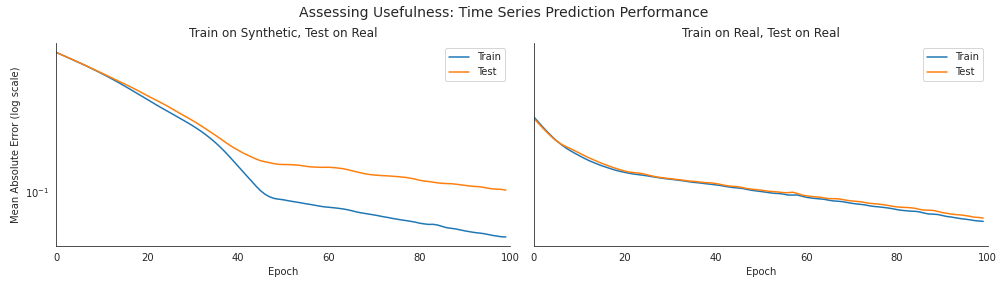 Assessing Usefulness: Time Series Prediction Performance
Train on Synthetic, Test on Real
Mean Absolute Error (log scale)
10⁻¹
Train
Test
0 20 40 60 80 100
Epoch
Train on Real, Test on Real
Train
Test
0 20 40 60 80 100
Epoch